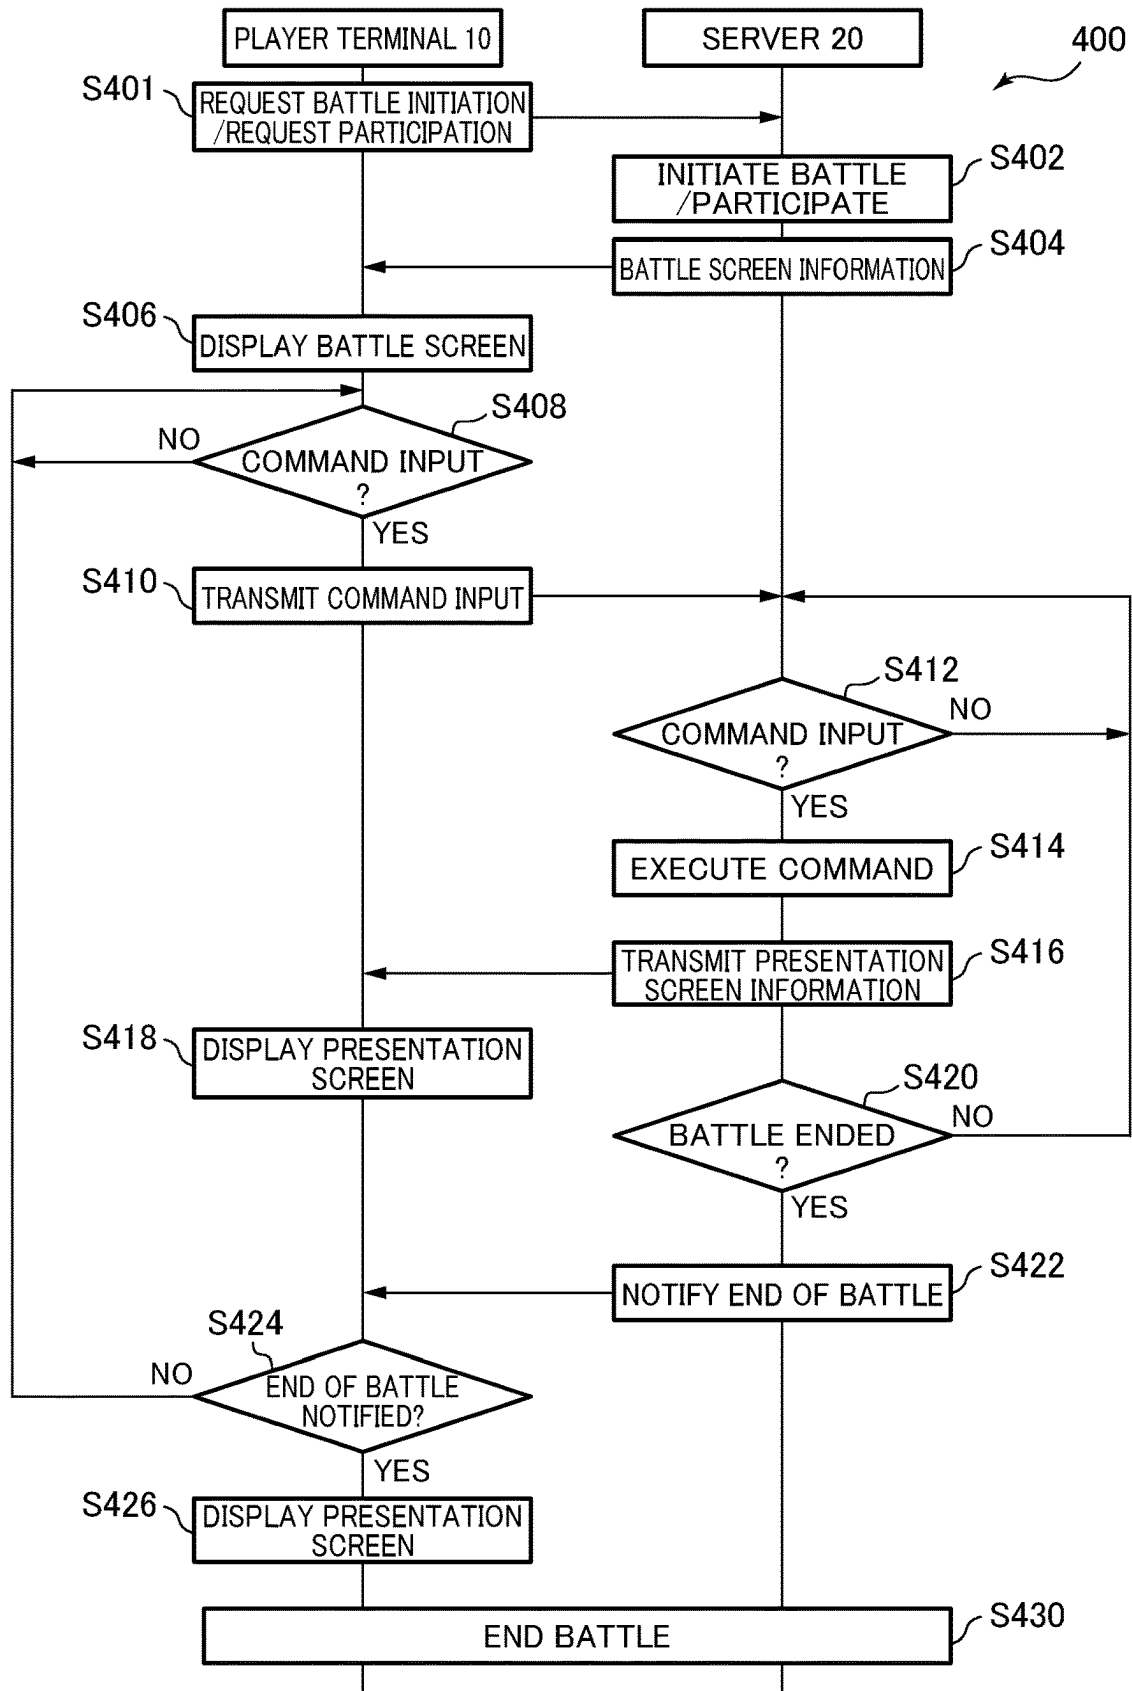 PLAYER TERMINAL 10
SERVER 20
400
S401
REQUEST BATTLE INITIATION
/REQUEST PARTICIPATION
S402
INITIATE BATTLE
/PARTICIPATE
S404
BATTLE SCREEN INFORMATION
S406
DISPLAY BATTLE SCREEN
S408
NO
COMMAND INPUT
?
YES
S410
TRANSMIT COMMAND INPUT
S412
NO
COMMAND INPUT
?
YES
S414
EXECUTE COMMAND
S416
TRANSMIT PRESENTATION
SCREEN INFORMATION
S418
DISPLAY PRESENTATION
SCREEN
S420
NO
BATTLE ENDED
?
YES
S422
NOTIFY END OF BATTLE
S424
NO
END OF BATTLE
NOTIFIED?
YES
S426
DISPLAY PRESENTATION
SCREEN
S430
END BATTLE